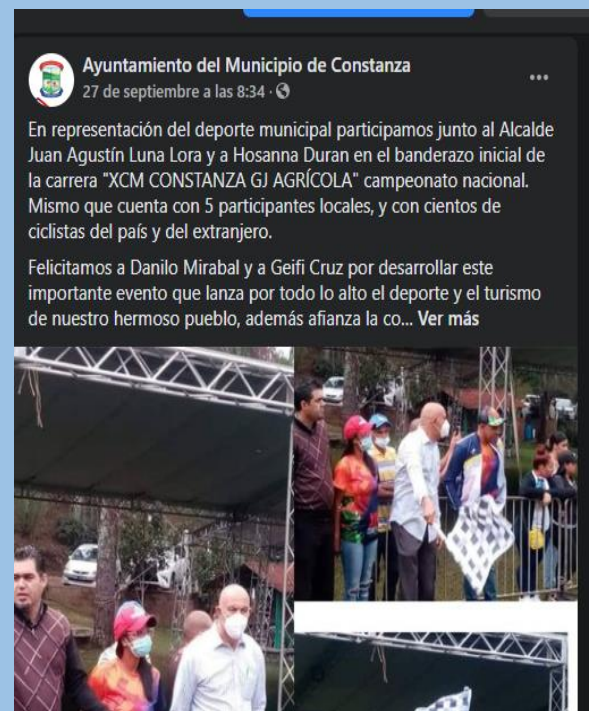 Ayuntamiento del Municipio de Constanza
27 de septiembre a las 8:34 ·
En representación del deporte municipal participamos junto al Alcalde
Juan Agustín Luna Lora y a Hosanna Duran en el banderazo inicial de
la carrera "XCM CONSTANZA GJ AGRÍCOLA" campeonato nacional.
Mismo que cuenta con 5 participantes locales, y con cientos de
ciclistas del país y del extranjero.
Felicitamos a Danilo Mirabal y a Geifi Cruz por desarrollar este
importante evento que lanza por todo lo alto el deporte y el turismo
de nuestro hermoso pueblo, además afianza la co... Ver más